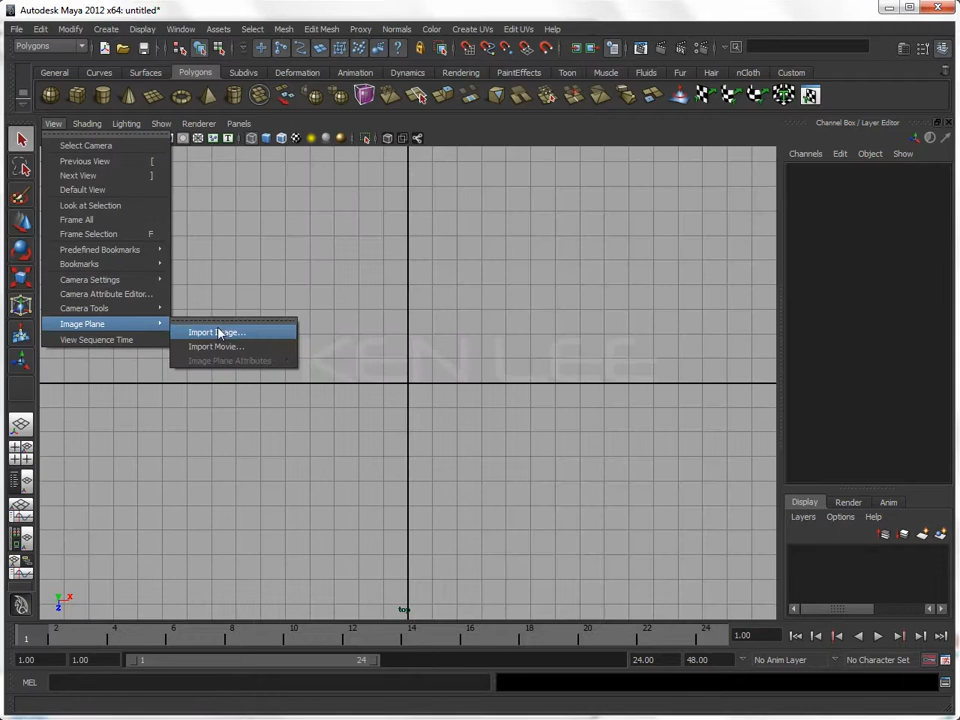 Autodesk Maya 2012 x64: untitled*
File Edit Modify Create Display Window Assets Select Mesh Edit Mesh Proxy Normals Color Create UVs Edit UVs Help
Polygons
General Curves Surfaces Polygons Subdivs Deformation Animation Dynamics Rendering PaintEffects Toon Muscle Fluids Fur Hair nCloth Custom
View Shading Lighting Show Renderer Panels
Channel Box / Layer Editor
Channels Edit Object Show
Select Camera
Previous View [
Next View ]
Default View
Look at Selection
Frame All
Frame Selection F
Predefined Bookmarks
Bookmarks
Camera Settings
Camera Attribute Editor...
Camera Tools
Image Plane
View Sequence Time
Import Image...
Import Movie...
Image Plane Attributes
KEN LEE
Display Render Anim
Layers Options Help
Y X
Z
top
1 2 4 6 8 10 12 14 16 18 20 22 24
1.00
1.00 1.00 1 24 24.00 48.00 No Anim Layer No Character Set
MEL